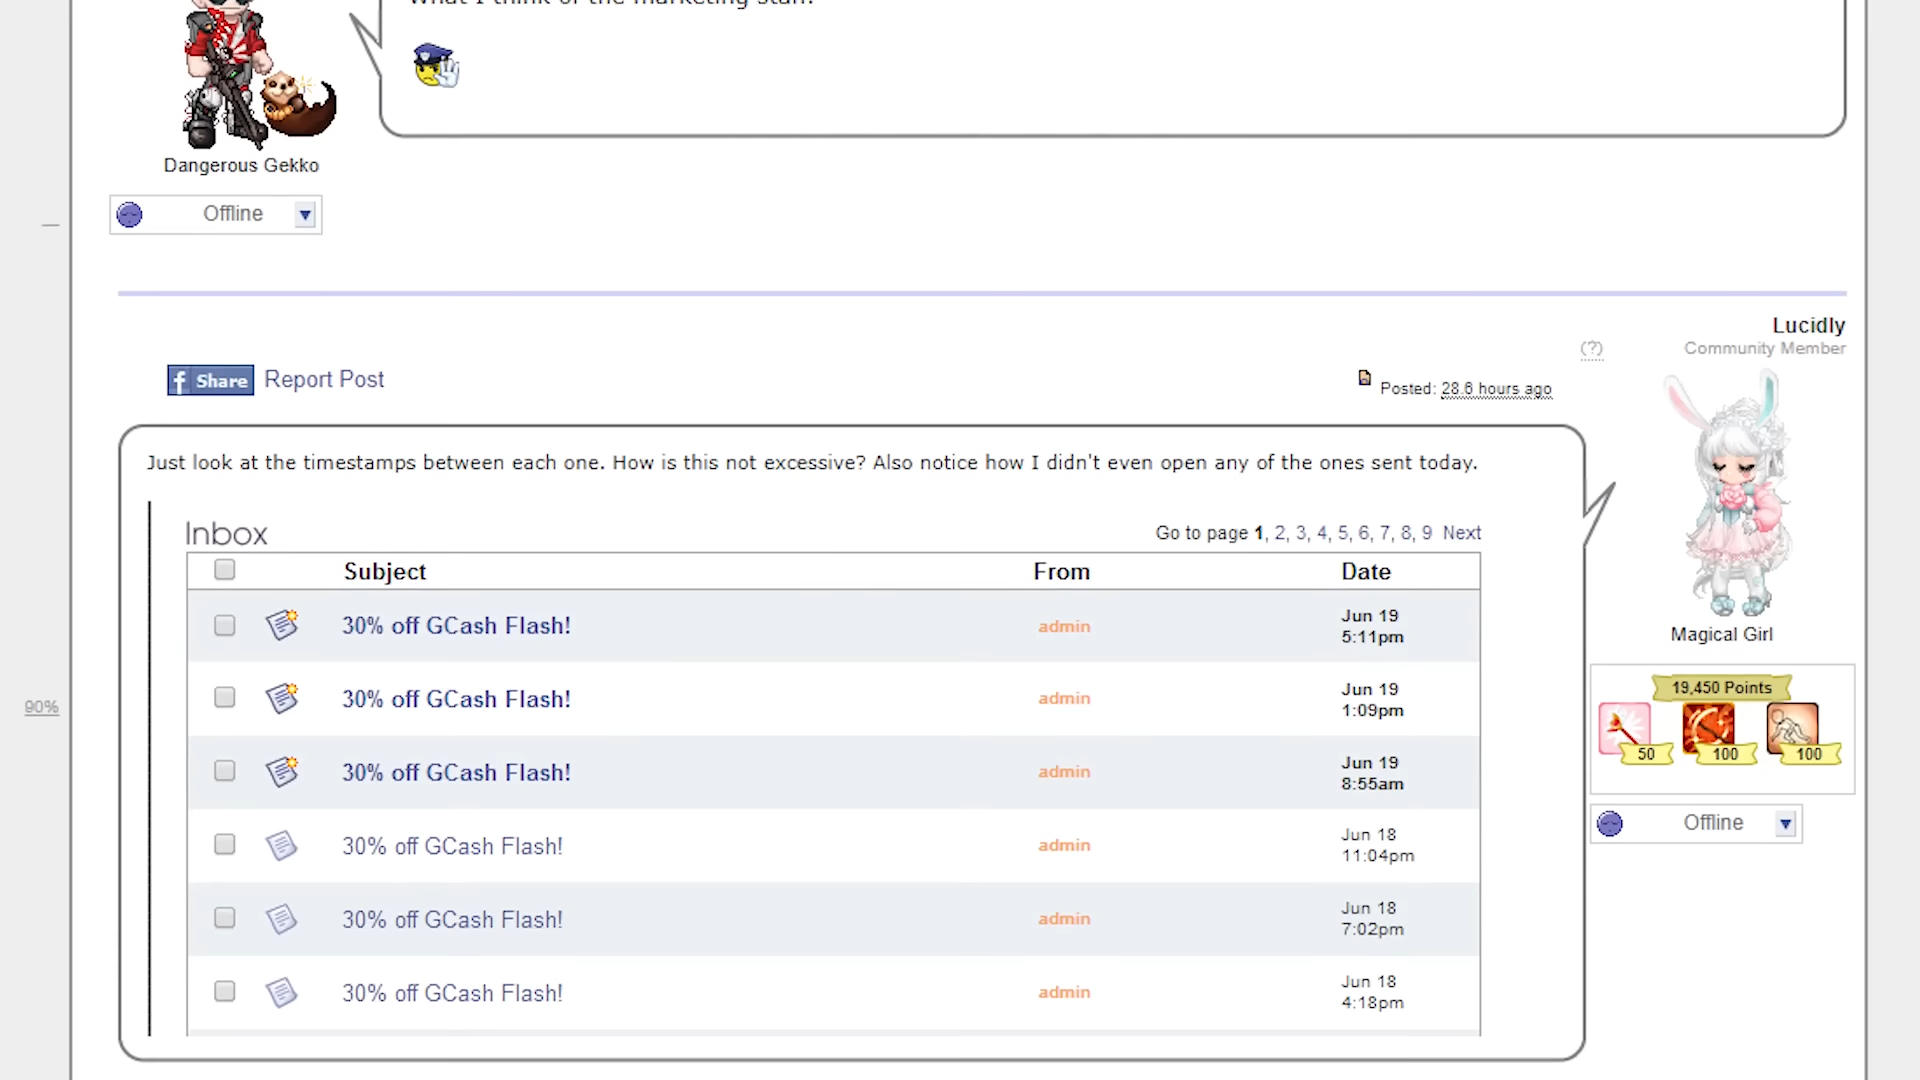 What I think of the marketing staff:
Dangerous Gekko
Offline
Lucidly
(?)
Community Member
Share Report Post
Posted: 28.6 hours ago
Just look at the timestamps between each one. How is this not excessive? Also notice how I didn't even open any of the ones sent today.
Inbox
Go to page 1, 2, 3, 4, 5, 6, 7, 8, 9 Next
Subject From Date
30% off GCash Flash! admin Jun 19
5:11pm
30% off GCash Flash! admin Jun 19
1:09pm
30% off GCash Flash! admin Jun 19
8:55am
30% off GCash Flash! admin Jun 18
11:04pm
30% off GCash Flash! admin Jun 18
7:02pm
30% off GCash Flash! admin Jun 18
4:18pm
Magical Girl
19,450 Points
50 100 100
Offline
90%